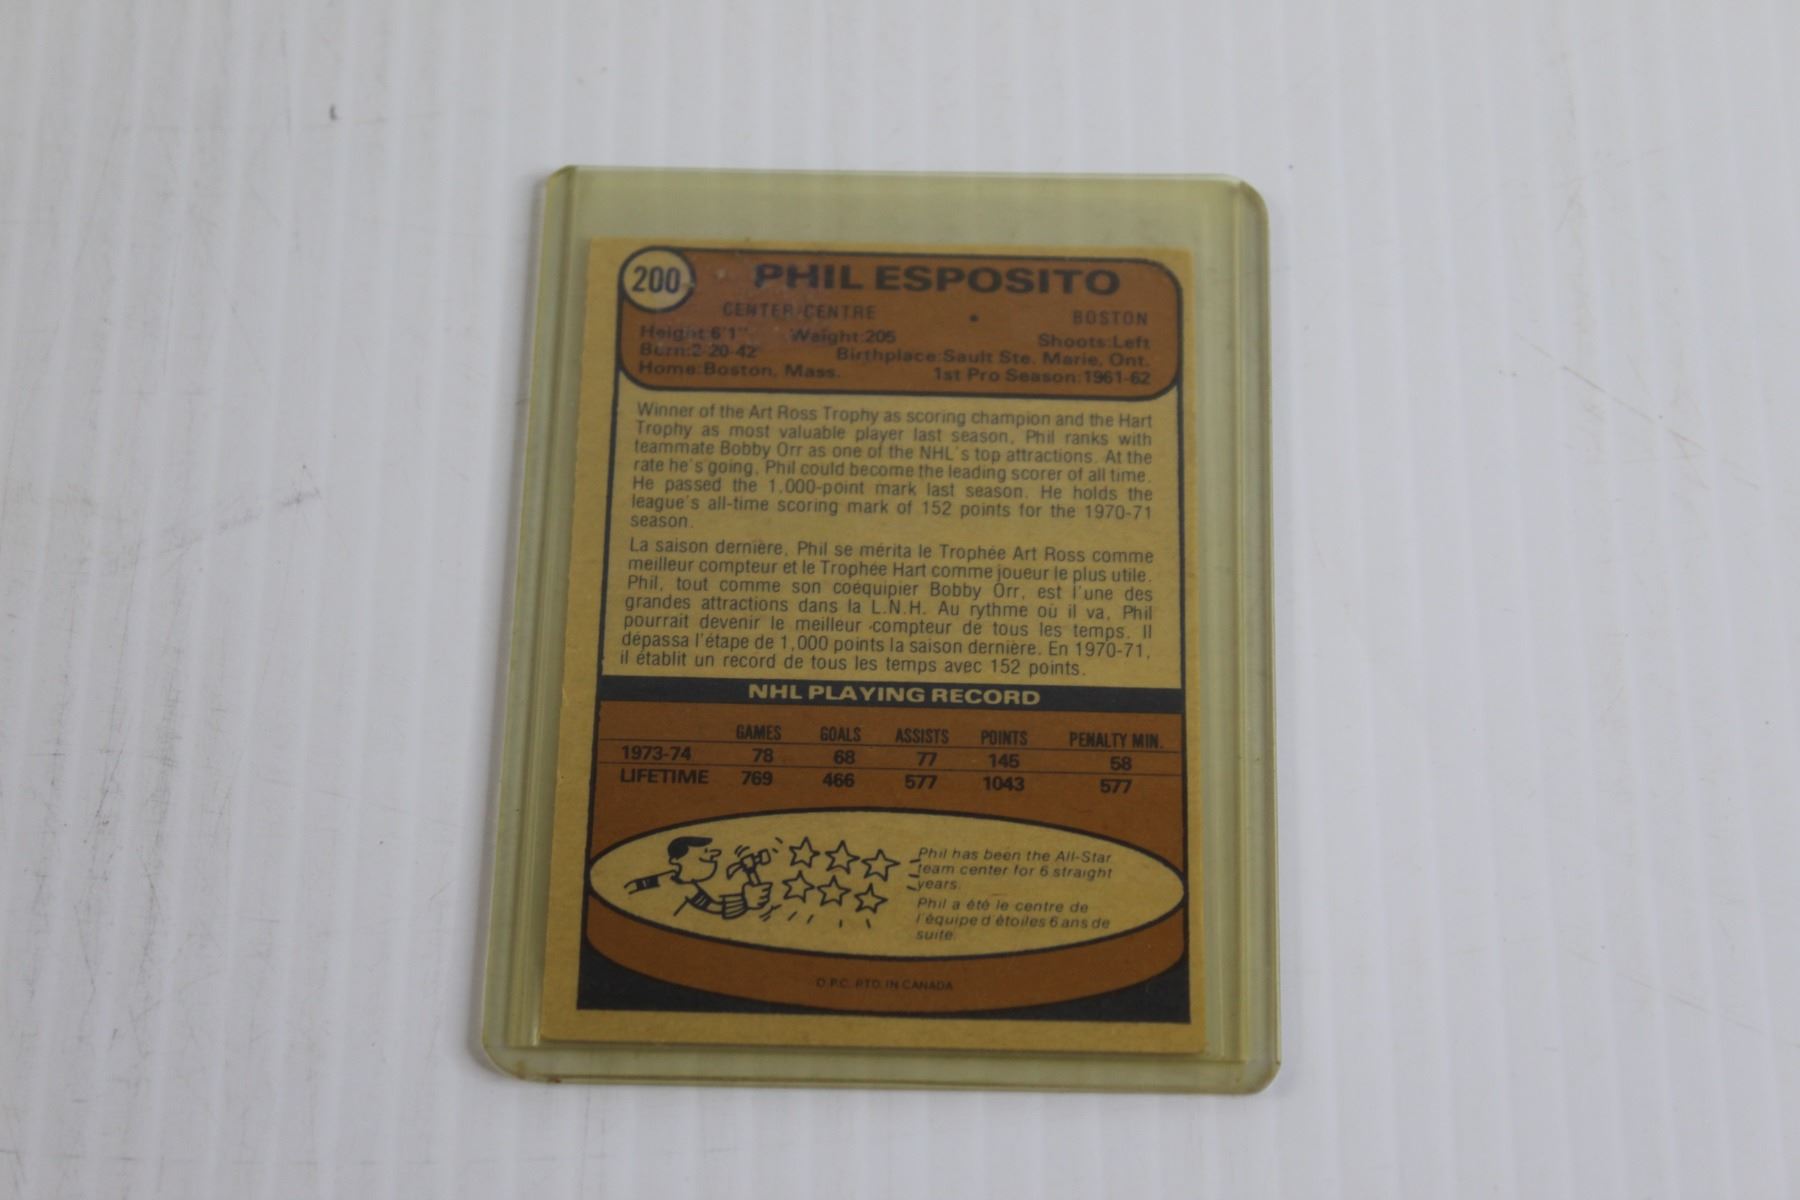 200 PHIL ESPOSITO
CENTER/CENTRE • BOSTON
Height:6'1" Weight:205 Shoots:Left
Born:2-20-42 Birthplace:Sault Ste. Marie, Ont.
Home:Boston, Mass. 1st Pro Season:1961-62
Winner of the Art Ross Trophy as scoring champion and the Hart
Trophy as most valuable player last season, Phil ranks with
teammate Bobby Orr as one of the NHL's top attractions. At the
rate he's going, Phil could become the leading scorer of all time.
He passed the 1,000-point mark last season. He holds the
league's all-time scoring mark of 152 points for the 1970-71
season.
La saison dernière, Phil se mérita le Trophée Art Ross comme
meilleur compteur et le Trophée Hart comme joueur le plus utile.
Phil, tout comme son coéquipier Bobby Orr, est l'une des
grandes attractions dans la L.N.H. Au rythme où il va, Phil
pourrait devenir le meilleur compteur de tous les temps. Il
dépassa l'étape de 1,000 points la saison dernière. En 1970-71,
il établit un record de tous les temps avec 152 points.
NHL PLAYING RECORD
GAMES GOALS ASSISTS POINTS PENALTY MIN.
1973-74 78 68 77 145 58
LIFETIME 769 466 577 1043 577
Phil has been the All-Star
team center for 6 straight
years.
Phil a été le centre de
l'équipe d'étoiles 6 ans de
suite.
O.P.C. PTD. IN CANADA